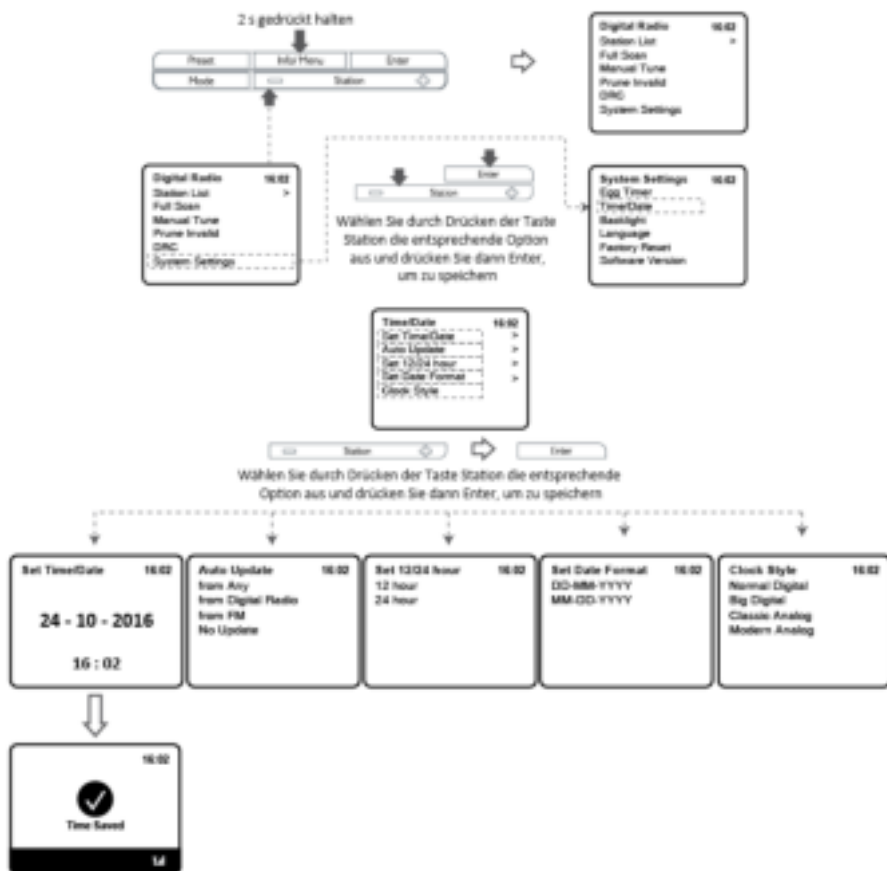 2 s gedrückt halten
Preset Info/ Menu Enter
Mode Station
Digital Radio 16:02
Station List >
Full Scan
Manual Tune
Prune Invalid
DRC
System Settings
Digital Radio 16:02
Station List >
Full Scan
Manual Tune
Prune Invalid
DRC
System Settings
Enter
Station
Wählen Sie durch Drücken der Taste
Station die entsprechende Option
aus und drücken Sie dann Enter,
um zu speichern
System Settings 16:02
Egg Timer
Time/Date
Backlight
Language
Factory Reset
Software Version
Time/Date 16:02
Set Time/Date >
Auto Update >
Set 12/24 hour >
Set Date Format >
Clock Style
Station Enter
Wählen Sie durch Drücken der Taste Station die entsprechende
Option aus und drücken Sie dann Enter, um zu speichern
Set Time/Date 16:02
24 - 10 - 2016
16 : 02
Auto Update 16:02
from Any
from Digital Radio
from FM
No Update
Set 12/24 hour 16:02
12 hour
24 hour
Set Date Format 16:02
DD-MM-YYYY
MM-DD-YYYY
Clock Style 16:02
Normal Digital
Big Digital
Classic Analog
Modern Analog
16:02
Time Saved